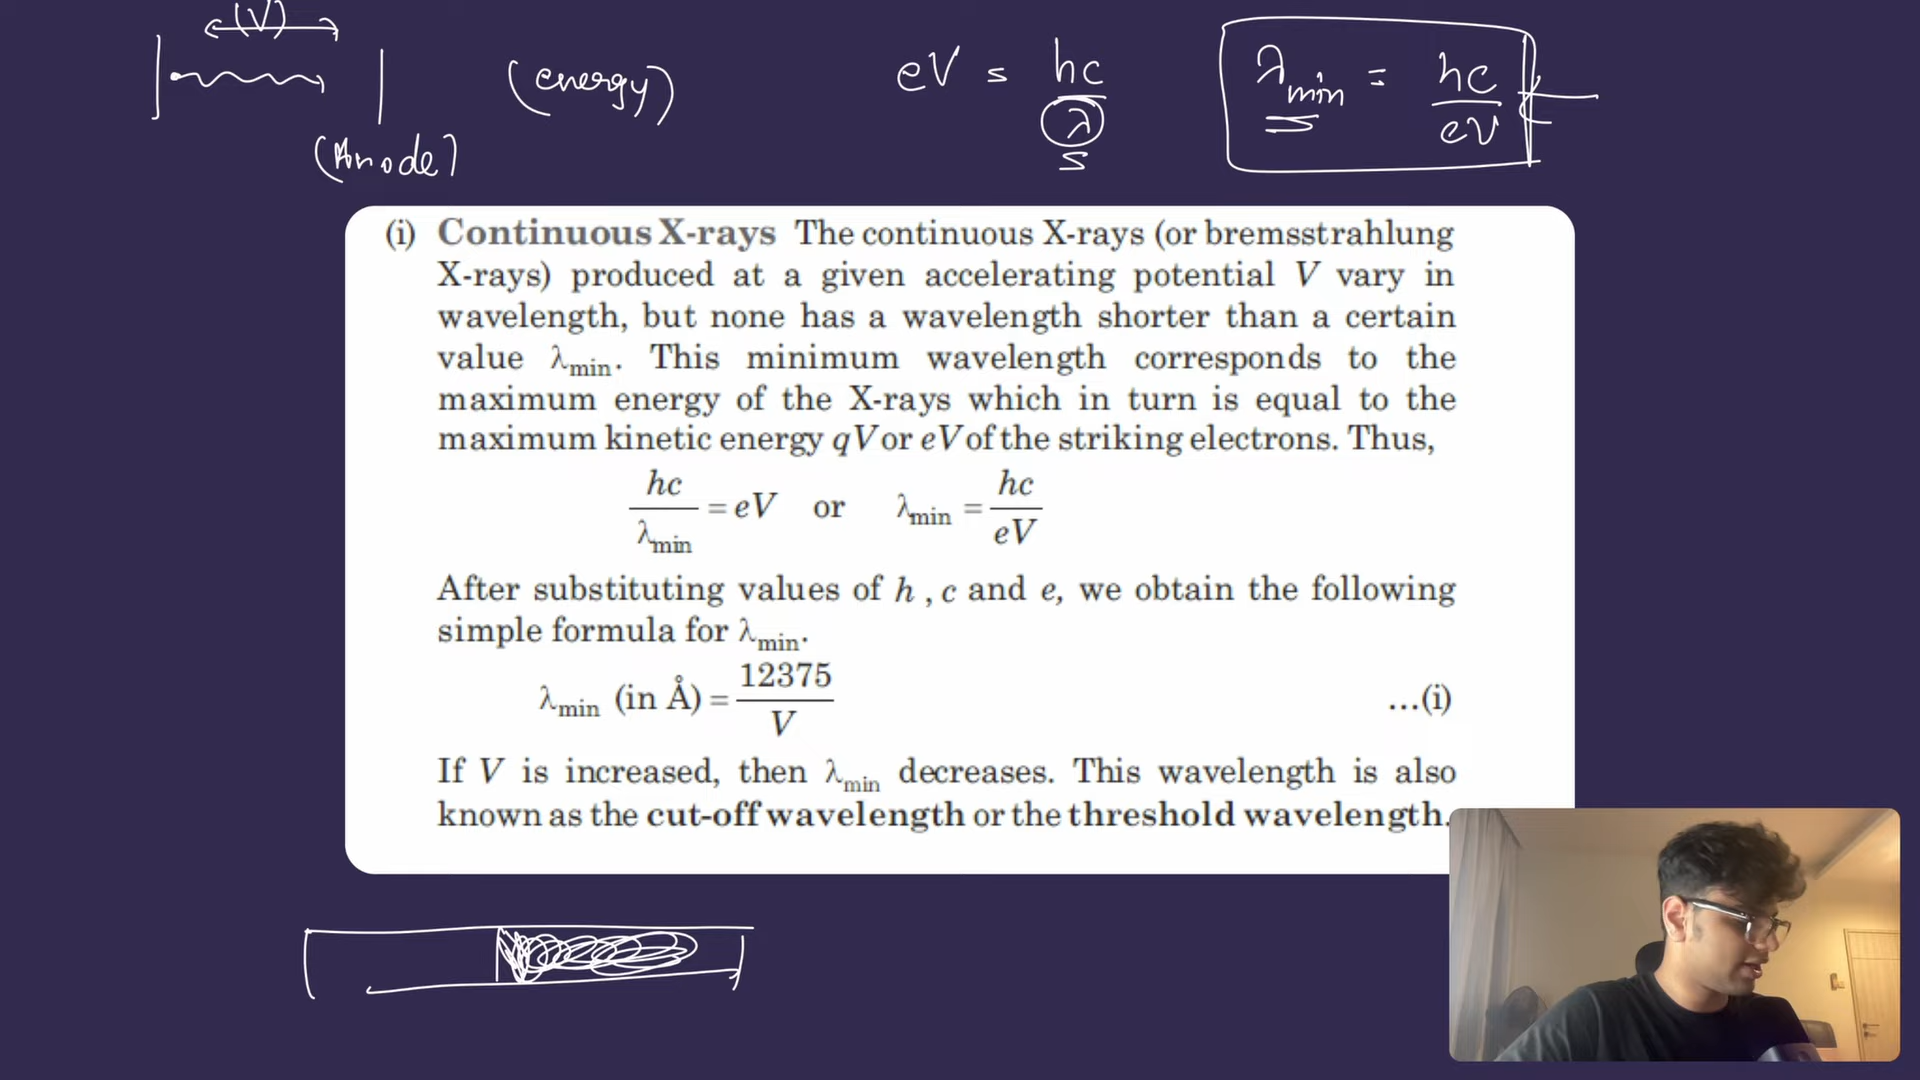 (V)
(energy)
eV = hc/λ
λmin = hc/eV
(Anode)
(i) Continuous X-rays The continuous X-rays (or bremsstrahlung
X-rays) produced at a given accelerating potential V vary in
wavelength, but none has a wavelength shorter than a certain
value λmin. This minimum wavelength corresponds to the
maximum energy of the X-rays which in turn is equal to the
maximum kinetic energy qV or eV of the striking electrons. Thus,
hc/λmin = eV or λmin = hc/eV
After substituting values of h , c and e, we obtain the following
simple formula for λmin.
λmin (in Å) = 12375/V ...(i)
If V is increased, then λmin decreases. This wavelength is also
known as the cut-off wavelength or the threshold wavelength.